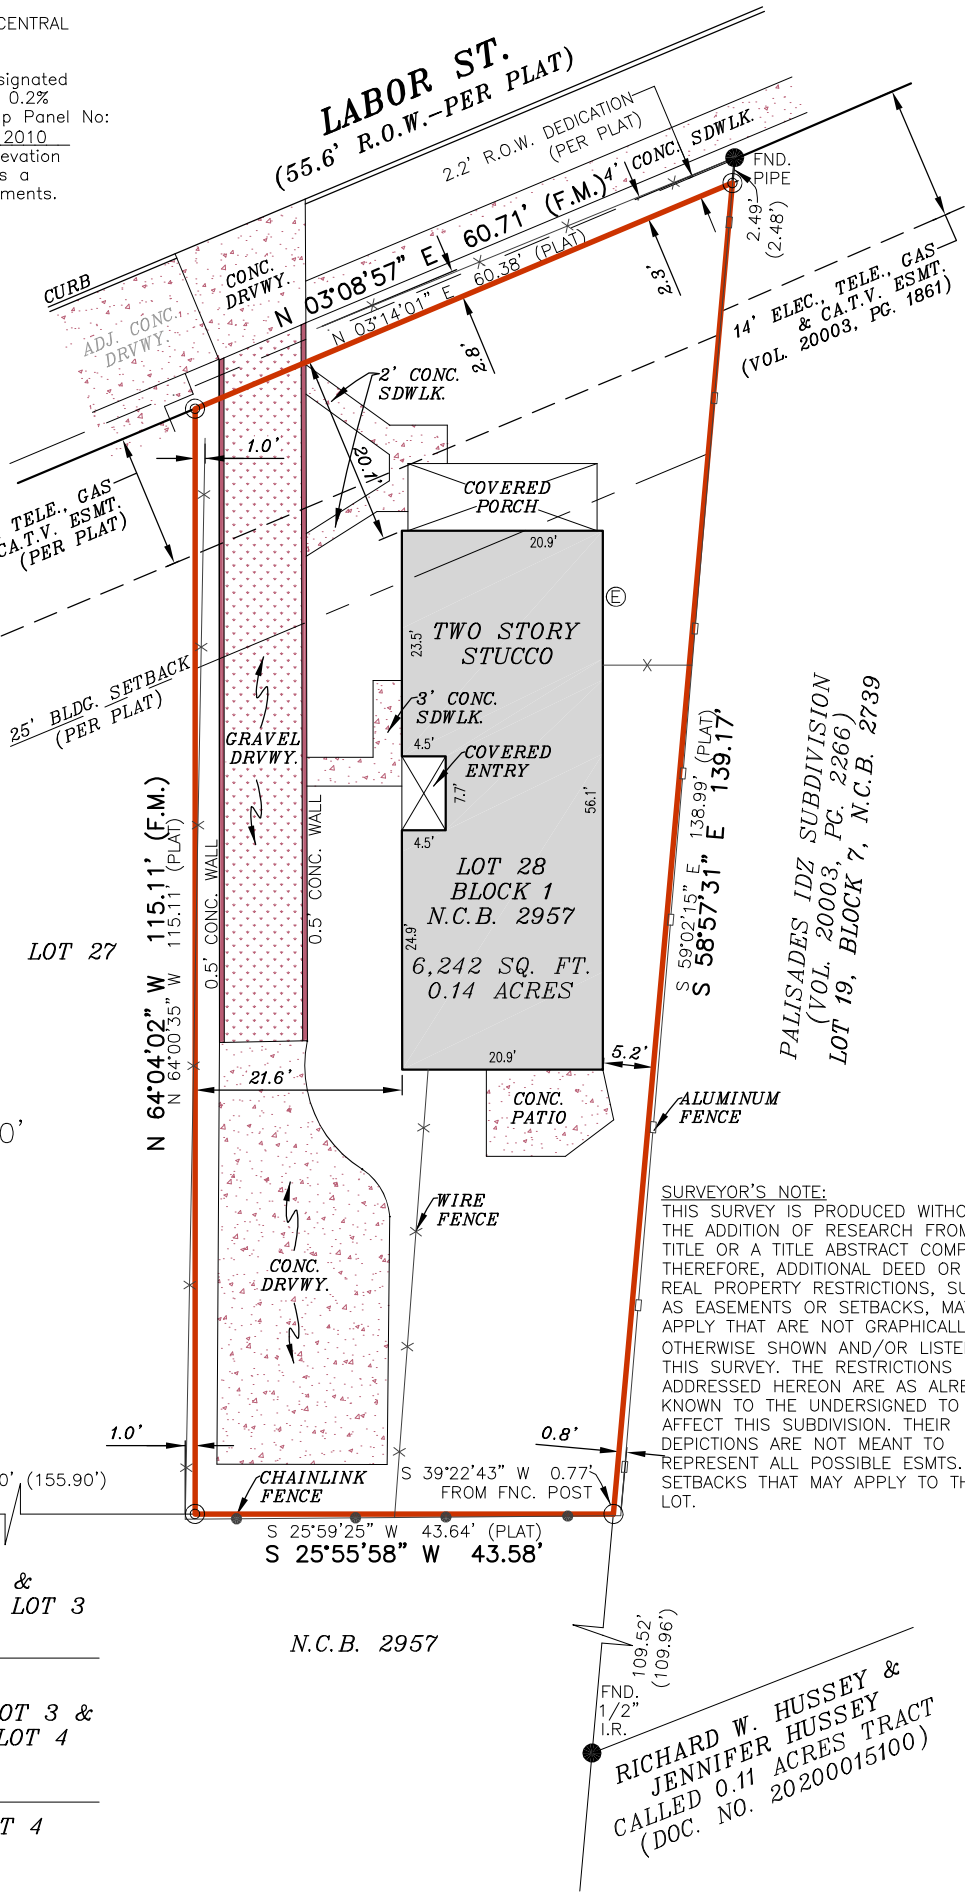 CENTRAL
signated
0.2%
p Panel No:
2010
evation
s a
ments.
LABOR ST.
(55.6' R.O.W.-PER PLAT)
2.2' R.O.W. DEDICATION
(PER PLAT)
4' CONC. SDWLK.
FND.
PIPE
2.49'
(2.48')
CURB
CONC.
DRVWY.
ADJ. CONC.
DRVWY.
N 03°08'57" E 60.71' (F.M.)
N 03°14'01" E 60.38' (PLAT)
2.3'
2.8'
14' ELEC., TELE., GAS
& CA.T.V. ESMT.
(VOL. 20003, PG. 1861)
2' CONC.
SDWLK.
1.0'
20.1'
TELE., GAS
CA.T.V. ESMT.
(PER PLAT)
COVERED
PORCH
20.9'
E
TWO STORY
STUCCO
23.5'
25' BLDG. SETBACK
(PER PLAT)
3' CONC.
SDWLK.
GRAVEL
DRVWY.
4.5'
COVERED
ENTRY
7.7'
56.1'
4.5'
N 64°04'02" W 115.11' (F.M.)
N 64°00'35" W 115.11' (PLAT)
0.5' CONC. WALL
0.5' CONC. WALL
LOT 28
BLOCK 1
N.C.B. 2957
6,242 SQ. FT.
0.14 ACRES
24.9'
S 59°02'15" E 138.99' (PLAT)
S 58°57'31" E 139.17'
PALISADES IDZ SUBDIVISION
(VOL. 20003, PG. 2266)
LOT 19, BLOCK 7, N.C.B. 2739
LOT 27
20.9'
5.2'
21.6'
CONC.
PATIO
ALUMINUM
FENCE
0'
WIRE
FENCE
CONC.
DRVWY.
SURVEYOR'S NOTE:
THIS SURVEY IS PRODUCED WITHO
THE ADDITION OF RESEARCH FROM
TITLE OR A TITLE ABSTRACT COMP
THEREFORE, ADDITIONAL DEED OR
REAL PROPERTY RESTRICTIONS, SU
AS EASEMENTS OR SETBACKS, MA
APPLY THAT ARE NOT GRAPHICALL
OTHERWISE SHOWN AND/OR LISTE
THIS SURVEY. THE RESTRICTIONS
ADDRESSED HEREON ARE AS ALRE
KNOWN TO THE UNDERSIGNED TO
AFFECT THIS SUBDIVISION. THEIR
DEPICTIONS ARE NOT MEANT TO
REPRESENT ALL POSSIBLE ESMTS.
SETBACKS THAT MAY APPLY TO TH
LOT.
1.0'
0.8'
0' (155.90')
CHAINLINK
FENCE
S 39°22'43" W 0.77'
FROM FNC. POST
S 25°59'25" W 43.64' (PLAT)
S 25°55'58" W 43.58'
&
LOT 3
N.C.B. 2957
109.52'
(109.96')
FND.
1/2"
I.R.
OT 3 &
LOT 4
T 4
RICHARD W. HUSSEY &
JENNIFER HUSSEY
CALLED 0.11 ACRES TRACT
(DOC. NO. 20200015100)